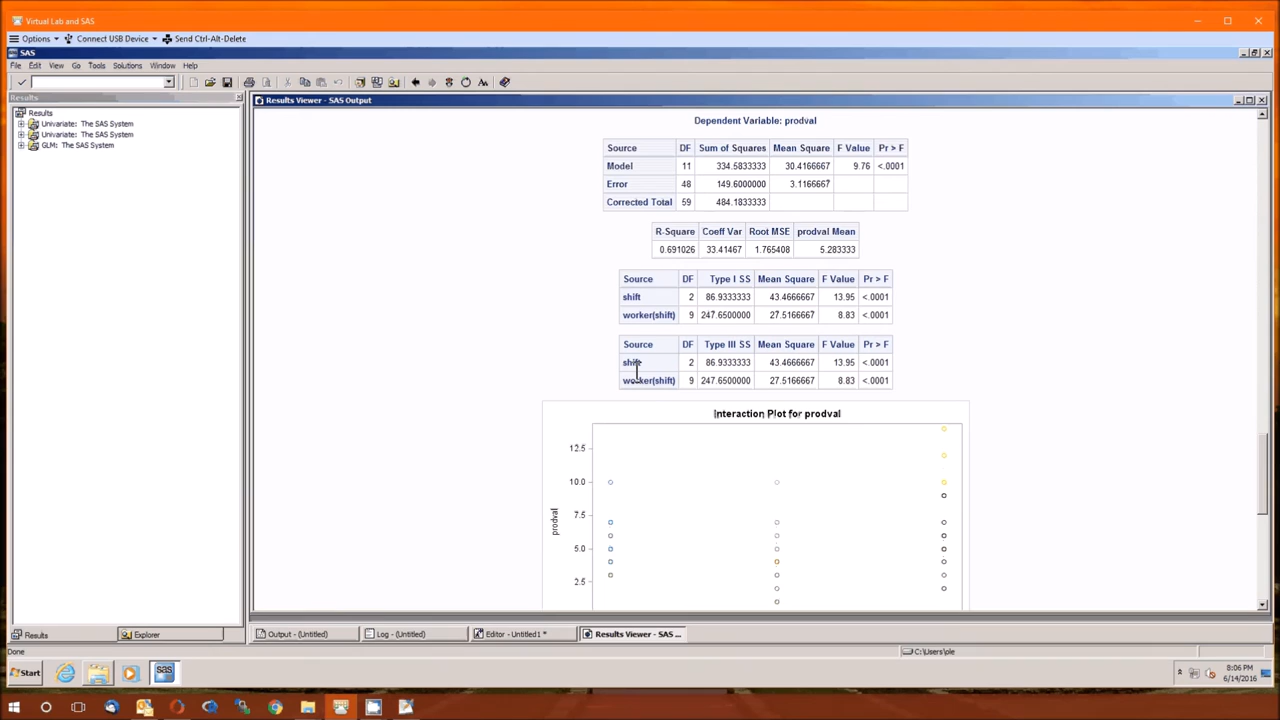 Virtual Lab and SAS
Options Connect USB Device Send Ctrl-Alt-Delete
SAS
File Edit View Go Tools Solutions Window Help
Results
Results Viewer - SAS Output
Results
Univariate: The SAS System
Univariate: The SAS System
GLM: The SAS System
Dependent Variable: prodval
Source DF Sum of Squares Mean Square F Value Pr > F
Model 11 334.5833333 30.4166667 9.76 <.0001
Error 48 149.6000000 3.1166667
Corrected Total 59 484.1833333
R-Square Coeff Var Root MSE prodval Mean
0.691026 33.41467 1.765408 5.283333
Source DF Type I SS Mean Square F Value Pr > F
shift 2 86.9333333 43.4666667 13.95 <.0001
worker(shift) 9 247.6500000 27.5166667 8.83 <.0001
Source DF Type III SS Mean Square F Value Pr > F
shift 2 86.9333333 43.4666667 13.95 <.0001
worker(shift) 9 247.6500000 27.5166667 8.83 <.0001
Interaction Plot for prodval
12.5
10.0
7.5
5.0
2.5
prodval
Results Explorer
Output - (Untitled) Log - (Untitled) Editor - Untitled1 * Results Viewer - SAS ...
Done
C:\Users\ple
Start
sas
8:06 PM
6/14/2016